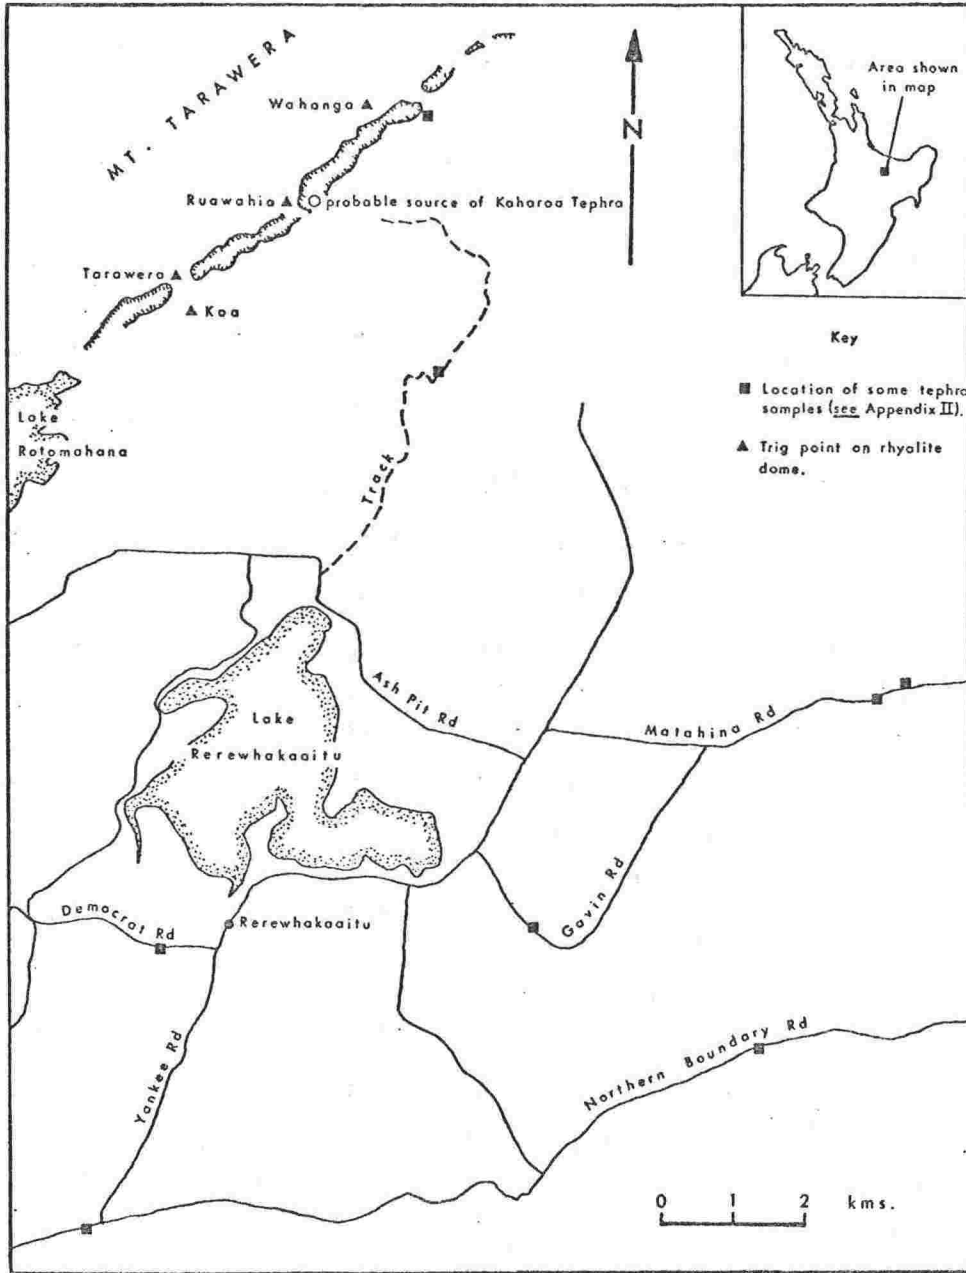 MT. TARAWERA
Wahanga
Ruawahia
probable source of Kaharoa Tephra
Tarawera
Koa
Lake
Rotomahana
Track
N
Area shown
in map
Key
Location of some tephra
samples (see Appendix II).
Trig point on rhyolite
dome.
Ash Pit Rd
Lake
Rerewhakaaitu
Matahina Rd
Gavin Rd
Democrat Rd
Rerewhakaaitu
Yankee Rd
Northern Boundary Rd
0 1 2 kms.